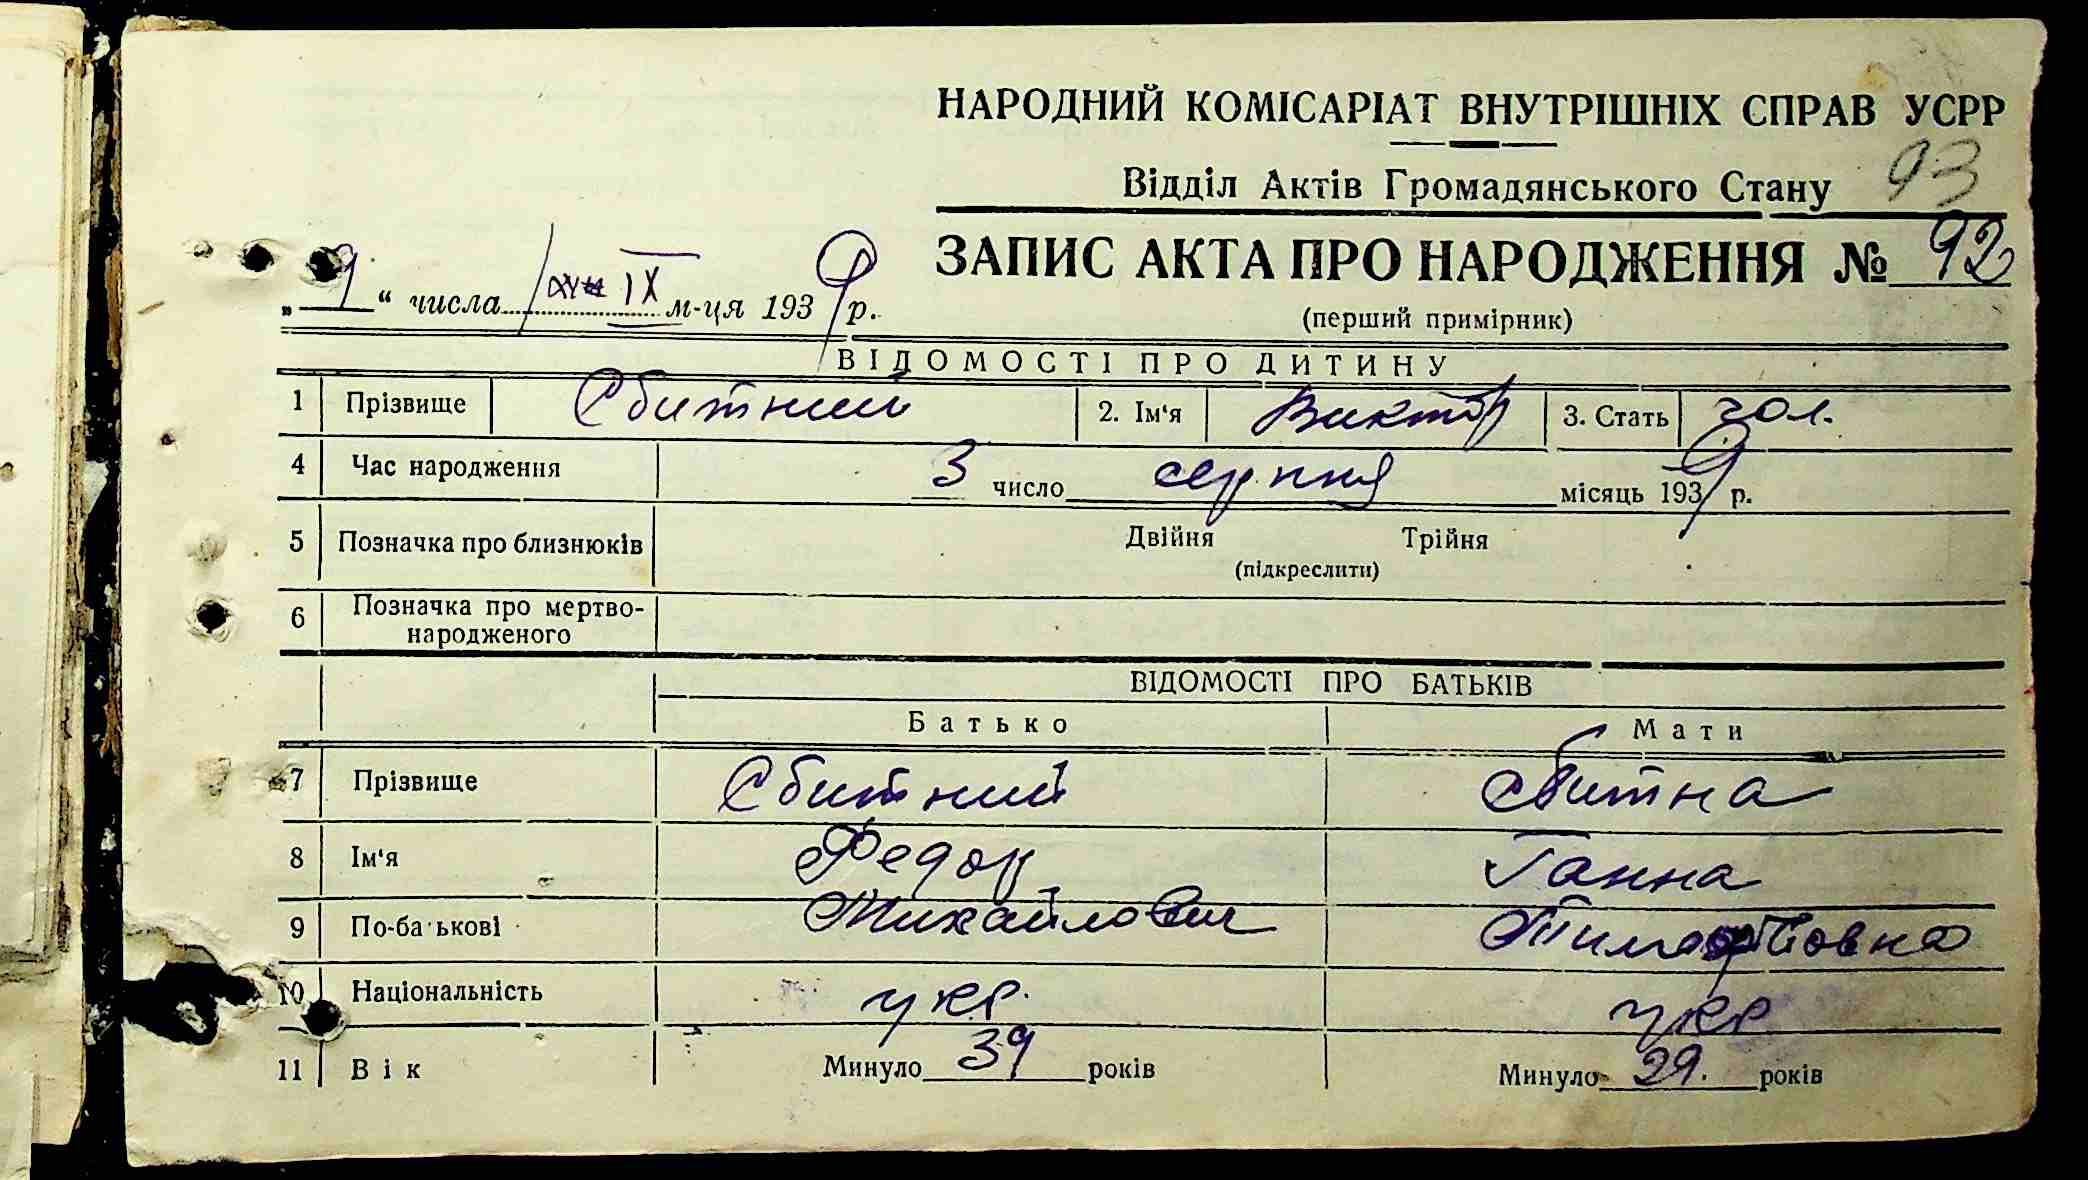 НАРОДНИЙ КОМІСАРІАТ ВНУТРІШНІХ СПРАВ УСРР
Відділ Актів Громадянського Стану 93
„ 9 “ числа IX м-ця 1939 р.
ЗАПИС АКТА ПРО НАРОДЖЕННЯ № 92
(перший примірник)
ВІДОМОСТІ ПРО ДИТИНУ
1 Прізвище Сбитний 2. Ім‘я Виктор 3. Стать чол.
4 Час народження 3 число серпня місяць 1939 р.
5 Позначка про близнюків Двійня Трійня
(підкреслити)
6 Позначка про мертво-
народженого
ВІДОМОСТІ ПРО БАТЬКІВ
Батько Мати
7 Прізвище Сбитний Сбитна
8 Ім‘я Федор Ганна
9 По-батькові Михайлович
10 Національність укр. укр.
11 Вік Минуло 39 років Минуло 29. років